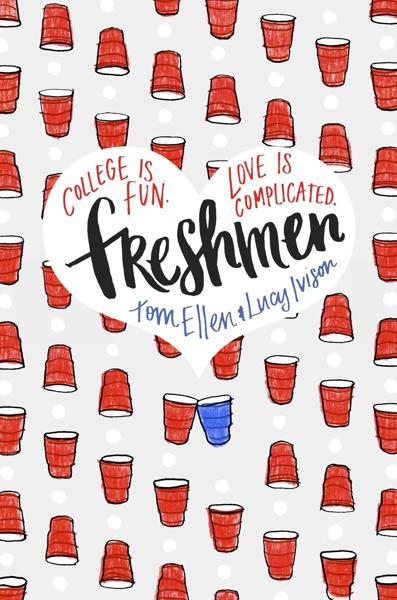 COLLEGE IS
FUN.
LOVE IS
COMPLICATED.
freshmen
Tom Ellen & Lucy Ivison